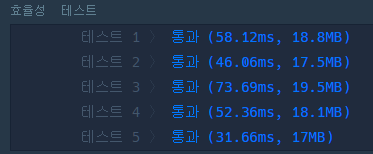 효율성 테스트
테스트 1 〉 통과 (58.12ms, 18.8MB)
테스트 2 〉 통과 (46.06ms, 17.5MB)
테스트 3 〉 통과 (73.69ms, 19.5MB)
테스트 4 〉 통과 (52.36ms, 18.1MB)
테스트 5 〉 통과 (31.66ms, 17MB)